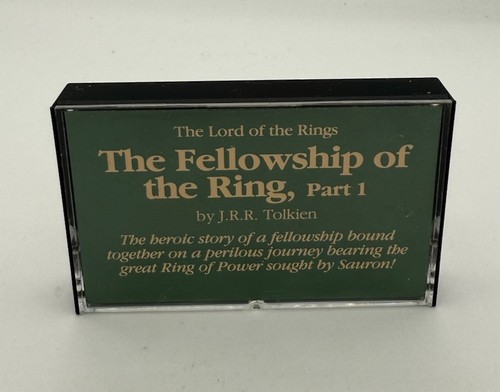 The Lord of the Rings
The Fellowship of
the Ring, Part 1
by J.R.R. Tolkien
The heroic story of a fellowship bound
together on a perilous journey bearing the
great Ring of Power sought by Sauron!